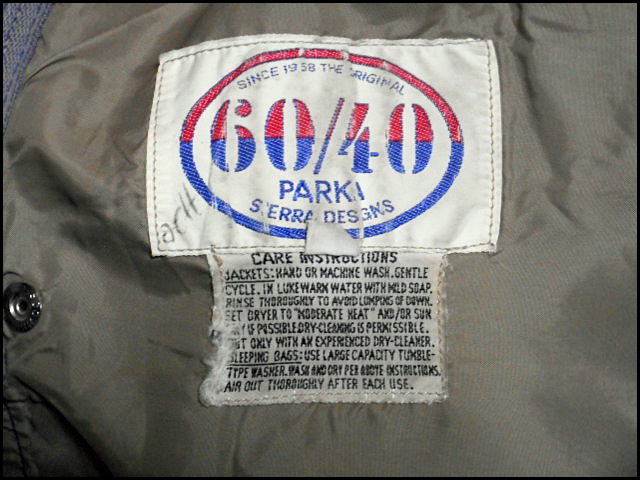 SINCE 1968 THE ORIGINAL
60/40
PARKA
SIERRA DESIGNS
CARE INSTRUCTIONS
JACKETS: HAND OR MACHINE WASH, GENTLE
CYCLE, IN LUKEWARM WATER WITH MILD SOAP.
RINSE THOROUGHLY TO AVOID LUMPING OF DOWN.
SET DRYER TO "MODERATE HEAT" AND/OR SUN
DRY IF POSSIBLE. DRY-CLEANING IS PERMISSIBLE,
BUT ONLY WITH AN EXPERIENCED DRY-CLEANER.
SLEEPING BAGS: USE LARGE CAPACITY TUMBLE-
TYPE WASHER. WASH AND DRY PER ABOVE INSTRUCTIONS.
AIR OUT THOROUGHLY AFTER EACH USE.